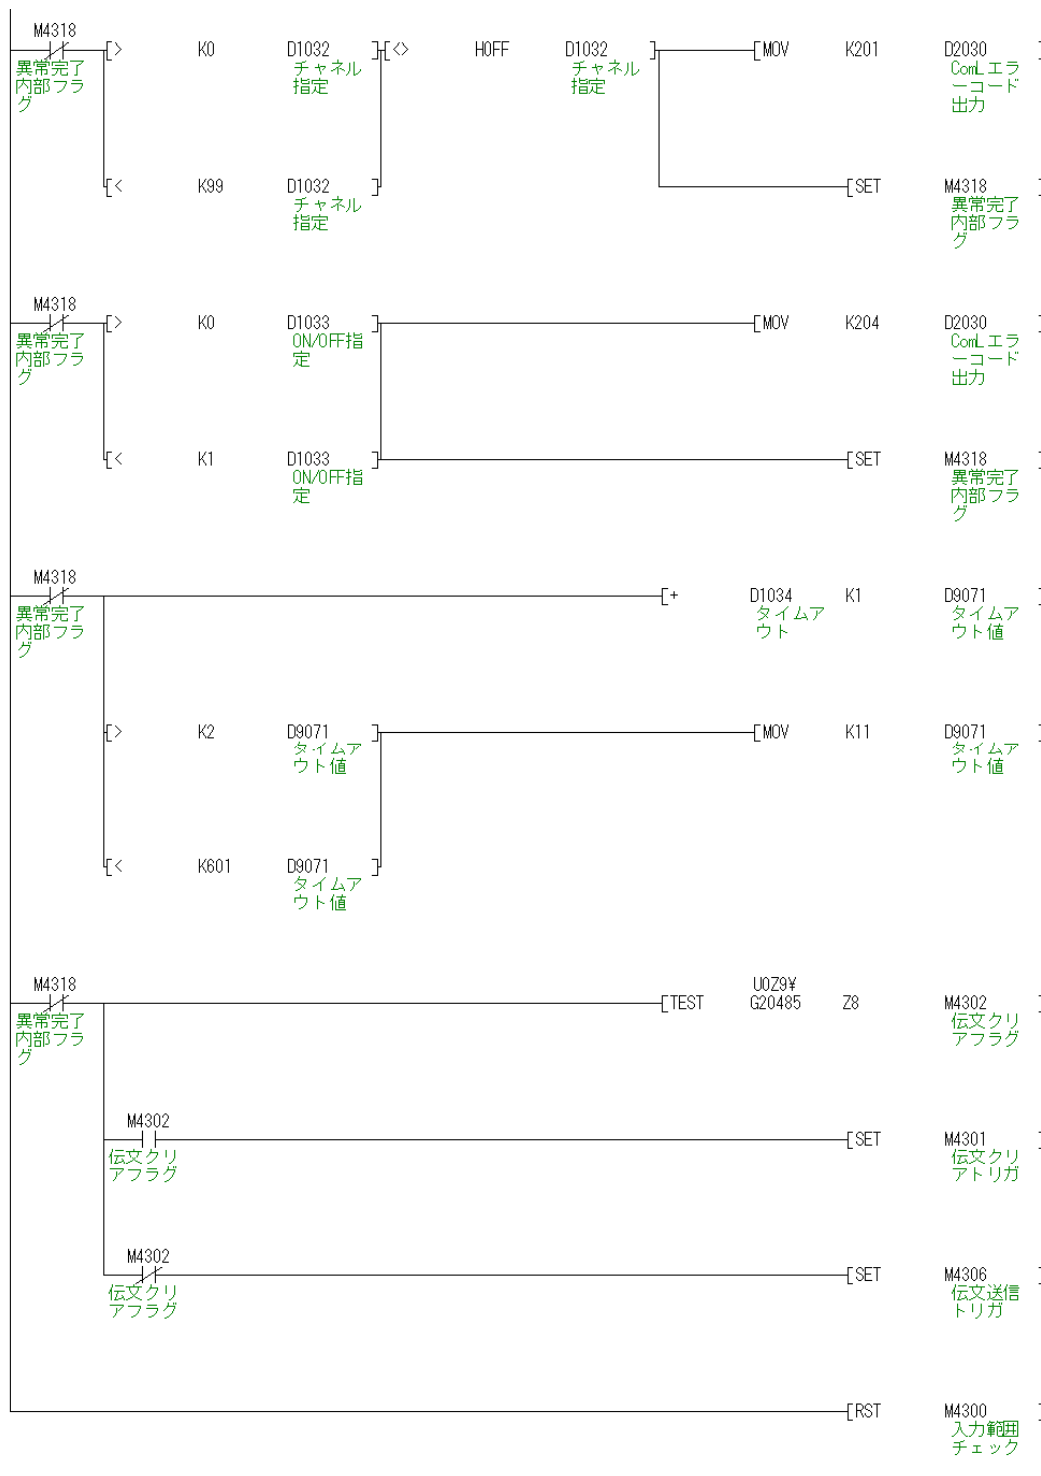 M4318
[> K0 D1032 ][<> H0FF D1032 ] [MOV K201 D2030 ]
異常完了 チャネル チャネル ComLエラ
内部フラ 指定 指定 ーコード
グ 出力
[< K99 D1032 ] [SET M4318 ]
チャネル 異常完了
指定 内部フラ
グ
M4318
[> K0 D1033 ] [MOV K204 D2030 ]
異常完了 ON/OFF指 ComLエラ
内部フラ 定 ーコード
グ 出力
[< K1 D1033 ] [SET M4318 ]
ON/OFF指 異常完了
定 内部フラ
グ
M4318
[+ D1034 K1 D9071 ]
異常完了 タイムア タイムア
内部フラ ウト ウト値
グ
[> K2 D9071 ] [MOV K11 D9071 ]
タイムア タイムア
ウト値 ウト値
[< K601 D9071 ]
タイムア
ウト値
M4318 U0Z9¥
[TEST G20485 Z8 M4302 ]
異常完了 伝文クリ
内部フラ アフラグ
グ
M4302
[SET M4301 ]
伝文クリ 伝文クリ
アフラグ アトリガ
M4302
[SET M4306 ]
伝文クリ 伝文送信
アフラグ トリガ
[RST M4300 ]
入力範囲
チェック